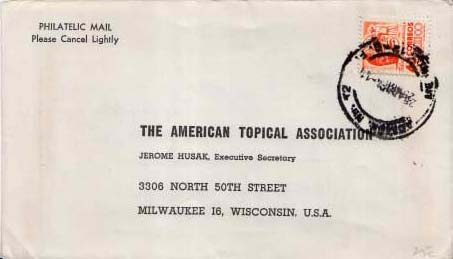 PHILATELIC MAIL
Please Cancel Lightly
CORREOS
THE AMERICAN TOPICAL ASSOCIATION
JEROME HUSAK, Executive Secretary
3306 NORTH 50TH STREET
MILWAUKEE 16, WISCONSIN, U.S.A.